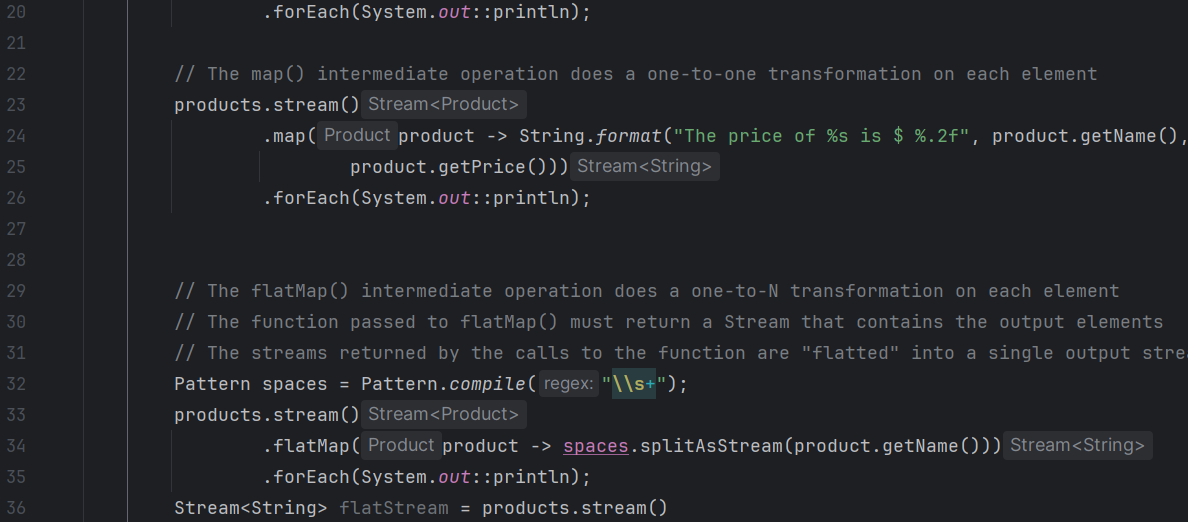 20 .forEach(System.out::println);
21
22 // The map() intermediate operation does a one-to-one transformation on each element
23 products.stream() Stream<Product>
24 .map( Product product -> String.format("The price of %s is $ %.2f", product.getName(),
25 product.getPrice())) Stream<String>
26 .forEach(System.out::println);
27
28
29 // The flatMap() intermediate operation does a one-to-N transformation on each element
30 // The function passed to flatMap() must return a Stream that contains the output elements
31 // The streams returned by the calls to the function are "flatted" into a single output strea
32 Pattern spaces = Pattern.compile( regex: "\\s+");
33 products.stream() Stream<Product>
34 .flatMap( Product product -> spaces.splitAsStream(product.getName())) Stream<String>
35 .forEach(System.out::println);
36 Stream<String> flatStream = products.stream()